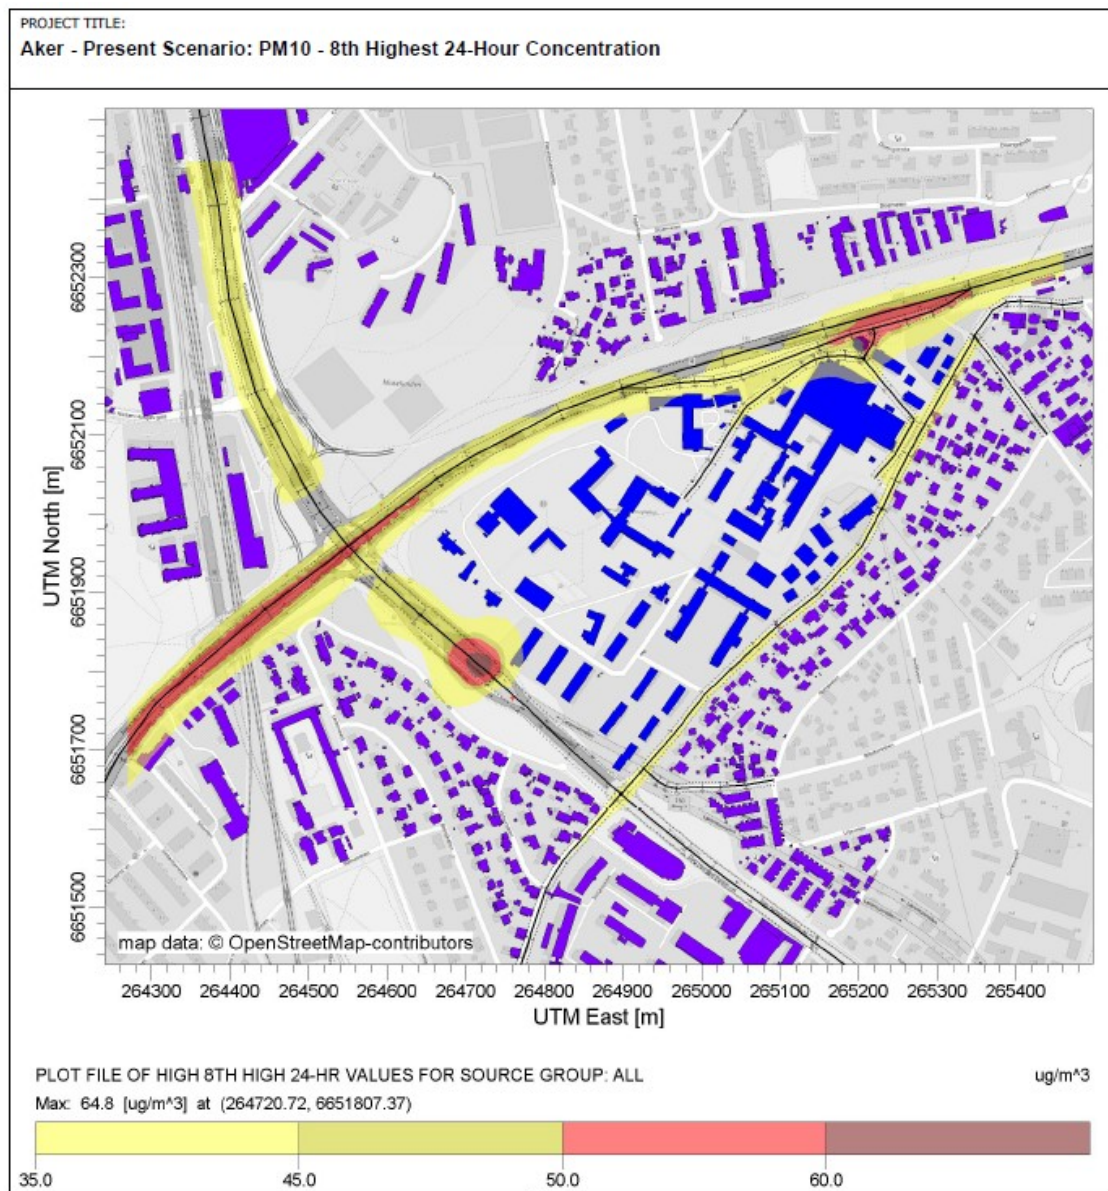 PROJECT TITLE:
Aker - Present Scenario: PM10 - 8th Highest 24-Hour Concentration
UTM North [m]
6652300
6652100
6651900
6651700
6651500
map data: © OpenStreetMap-contributors
264300 264400 264500 264600 264700 264800 264900 265000 265100 265200 265300 265400
UTM East [m]
PLOT FILE OF HIGH 8TH HIGH 24-HR VALUES FOR SOURCE GROUP: ALL ug/m^3
Max: 64.8 [ug/m^3] at (264720.72, 6651807.37)
35.0 45.0 50.0 60.0